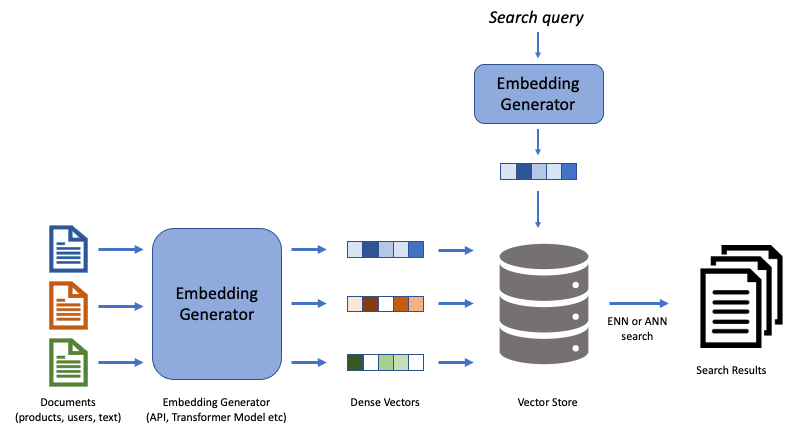 Search query
Embedding
Generator
Embedding
Generator
ENN or ANN
search
Search Results
Documents
(products, users, text)
Embedding Generator
(API, Transformer Model etc)
Dense Vectors
Vector Store